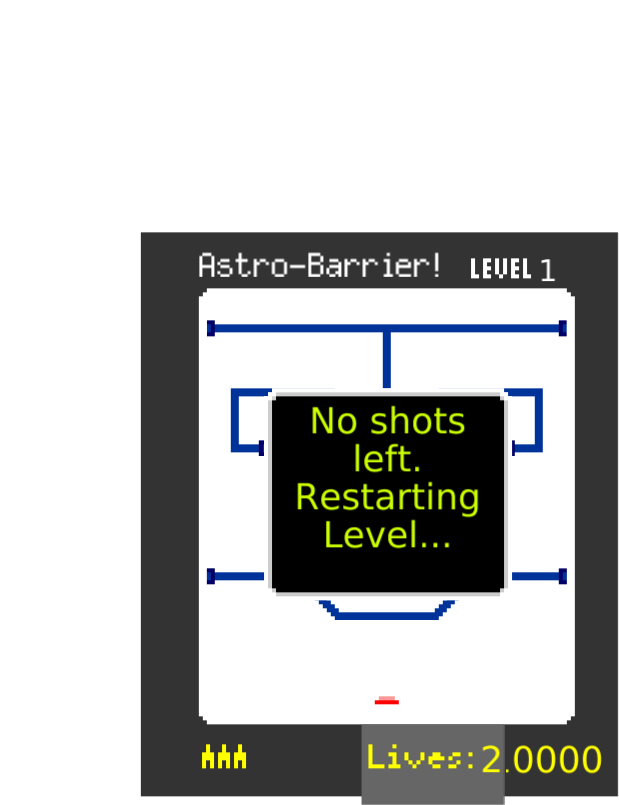 Astro-Barrier! LEVEL 1
No shots
left.
Restarting
Level...
Lives:2.0000